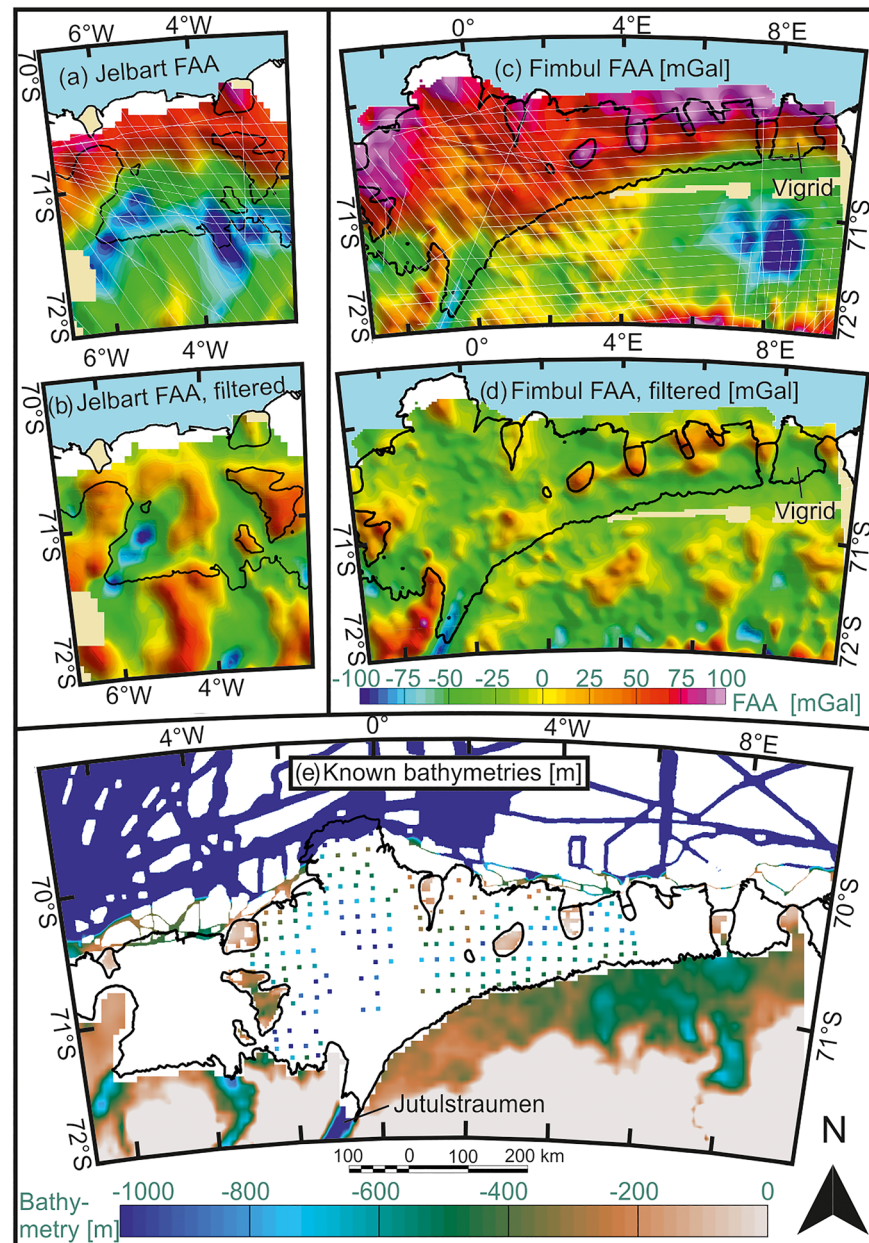 6°W 4°W
70°S
(a) Jelbart FAA
71°S
72°S
6°W 4°W
70°S
(b) Jelbart FAA, filtered
71°S
72°S
6°W 4°W
0° 4°E 8°E
70°S
(c) Fimbul FAA [mGal]
Vigrid
71°S 71°S
72°S 72°S
0° 4°E 8°E
70°S
(d) Fimbul FAA, filtered [mGal]
Vigrid
71°S 71°S
72°S 72°S
-100 -75 -50 -25 0 25 50 75 100
FAA [mGal]
4°W 0° 4°W 8°E
(e) Known bathymetries [m]
70°S 70°S
71°S 71°S
Jutulstraumen
72°S
N
100 0 100 200 km
Bathy-
metry [m]
-1000 -800 -600 -400 -200 0